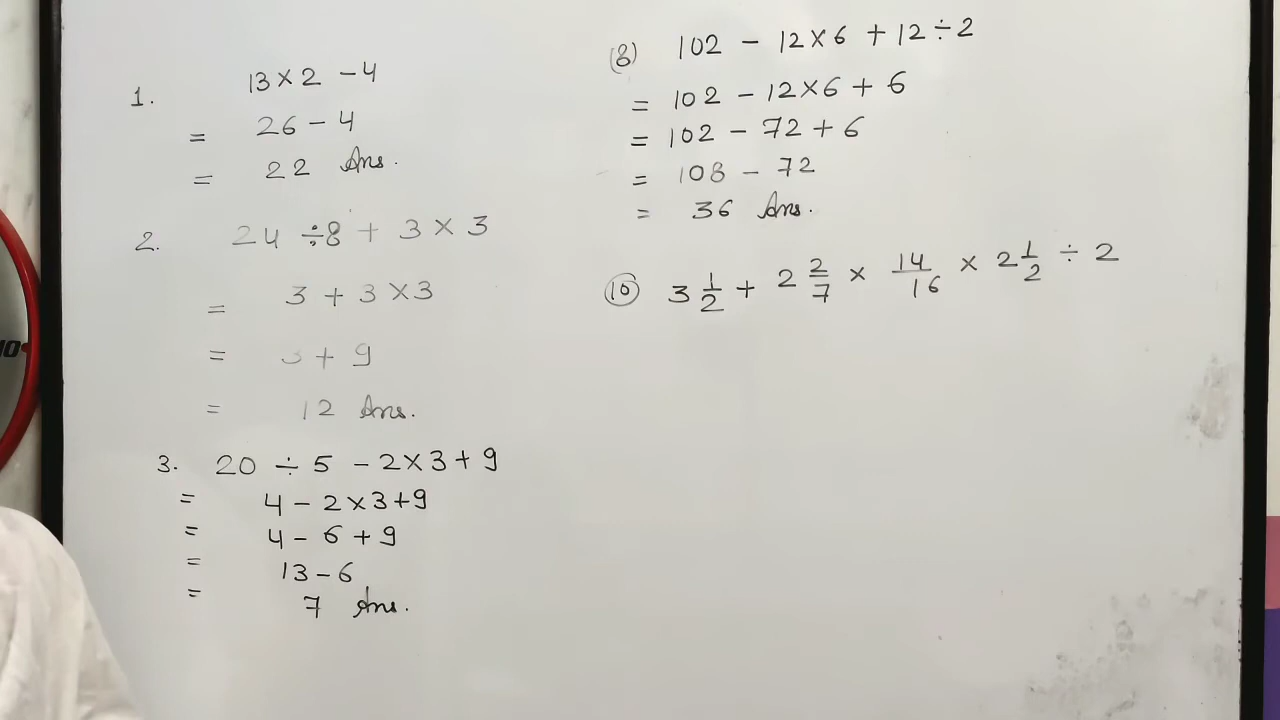 1. 13 × 2 - 4
= 26 - 4
= 22 Ans.
2. 24 ÷ 8 + 3 × 3
= 3 + 3 × 3
= 3 + 9
= 12 Ans.
3. 20 ÷ 5 - 2 × 3 + 9
= 4 - 2 × 3 + 9
= 4 - 6 + 9
= 13 - 6
= 7 Ans.
(8) 102 - 12 × 6 + 12 ÷ 2
= 102 - 12 × 6 + 6
= 102 - 72 + 6
= 108 - 72
= 36 Ans.
(10) 3 1/2 + 2 2/7 × 14/16 × 2 1/2 ÷ 2
10